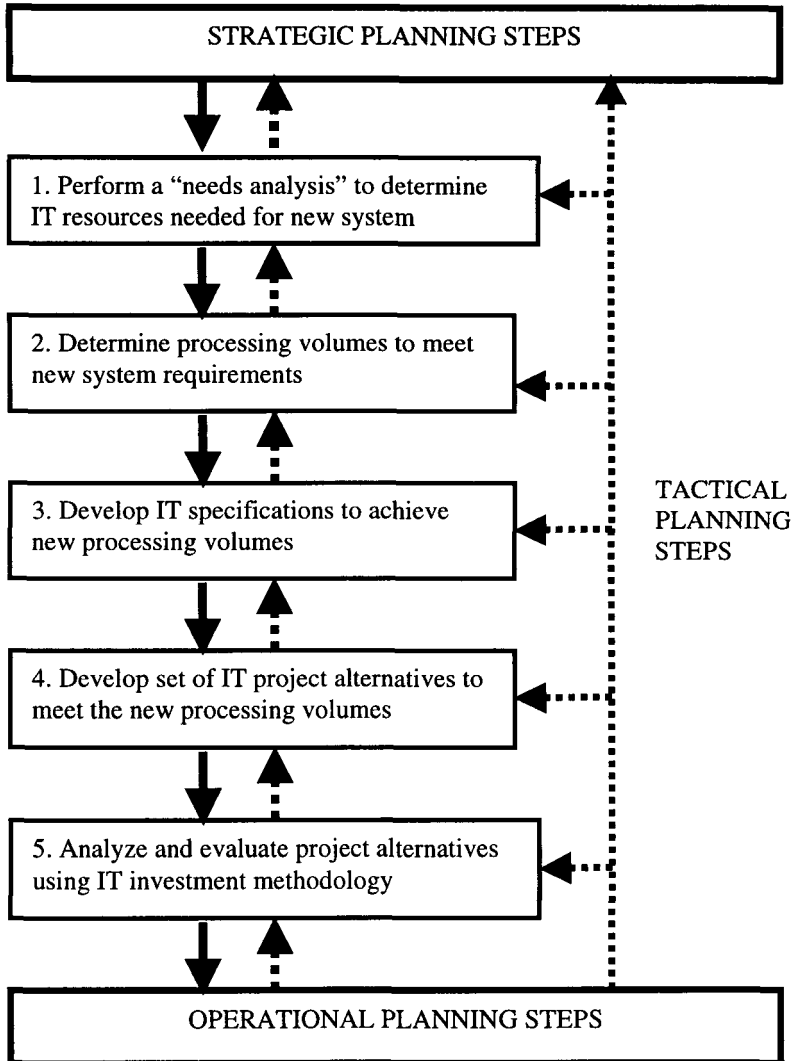 STRATEGIC PLANNING STEPS
1. Perform a “needs analysis” to determine
IT resources needed for new system
2. Determine processing volumes to meet
new system requirements
3. Develop IT specifications to achieve
new processing volumes
TACTICAL
PLANNING
STEPS
4. Develop set of IT project alternatives to
meet the new processing volumes
5. Analyze and evaluate project alternatives
using IT investment methodology
OPERATIONAL PLANNING STEPS